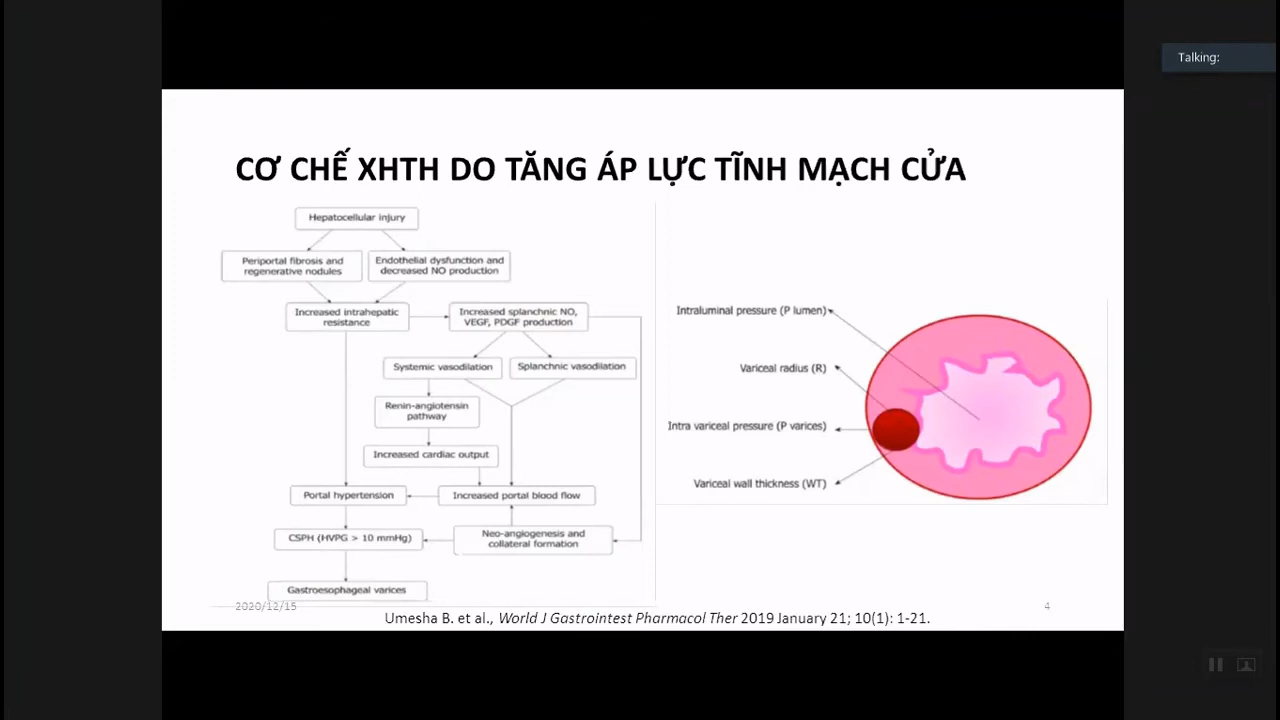 Talking:
CƠ CHẾ XHTH DO TĂNG ÁP LỰC TĨNH MẠCH CỬA
Hepatocellular injury
Periportal fibrosis and
regenerative nodules
Endothelial dysfunction and
decreased NO production
Increased intrahepatic
resistance
Increased splanchnic NO,
VEGF, PDGF production
Systemic vasodilation
Splanchnic vasodilation
Renin-angiotensin
pathway
Increased cardiac output
Portal hypertension
Increased portal blood flow
CSPH (HVPG > 10 mmHg)
Neo-angiogenesis and
collateral formation
Gastroesophageal varices
Intraluminal pressure (P lumen)
Variceal radius (R)
Intra variceal pressure (P varices)
Variceal wall thickness (WT)
2020/12/15
4
Umesha B. et al., World J Gastrointest Pharmacol Ther 2019 January 21; 10(1): 1-21.